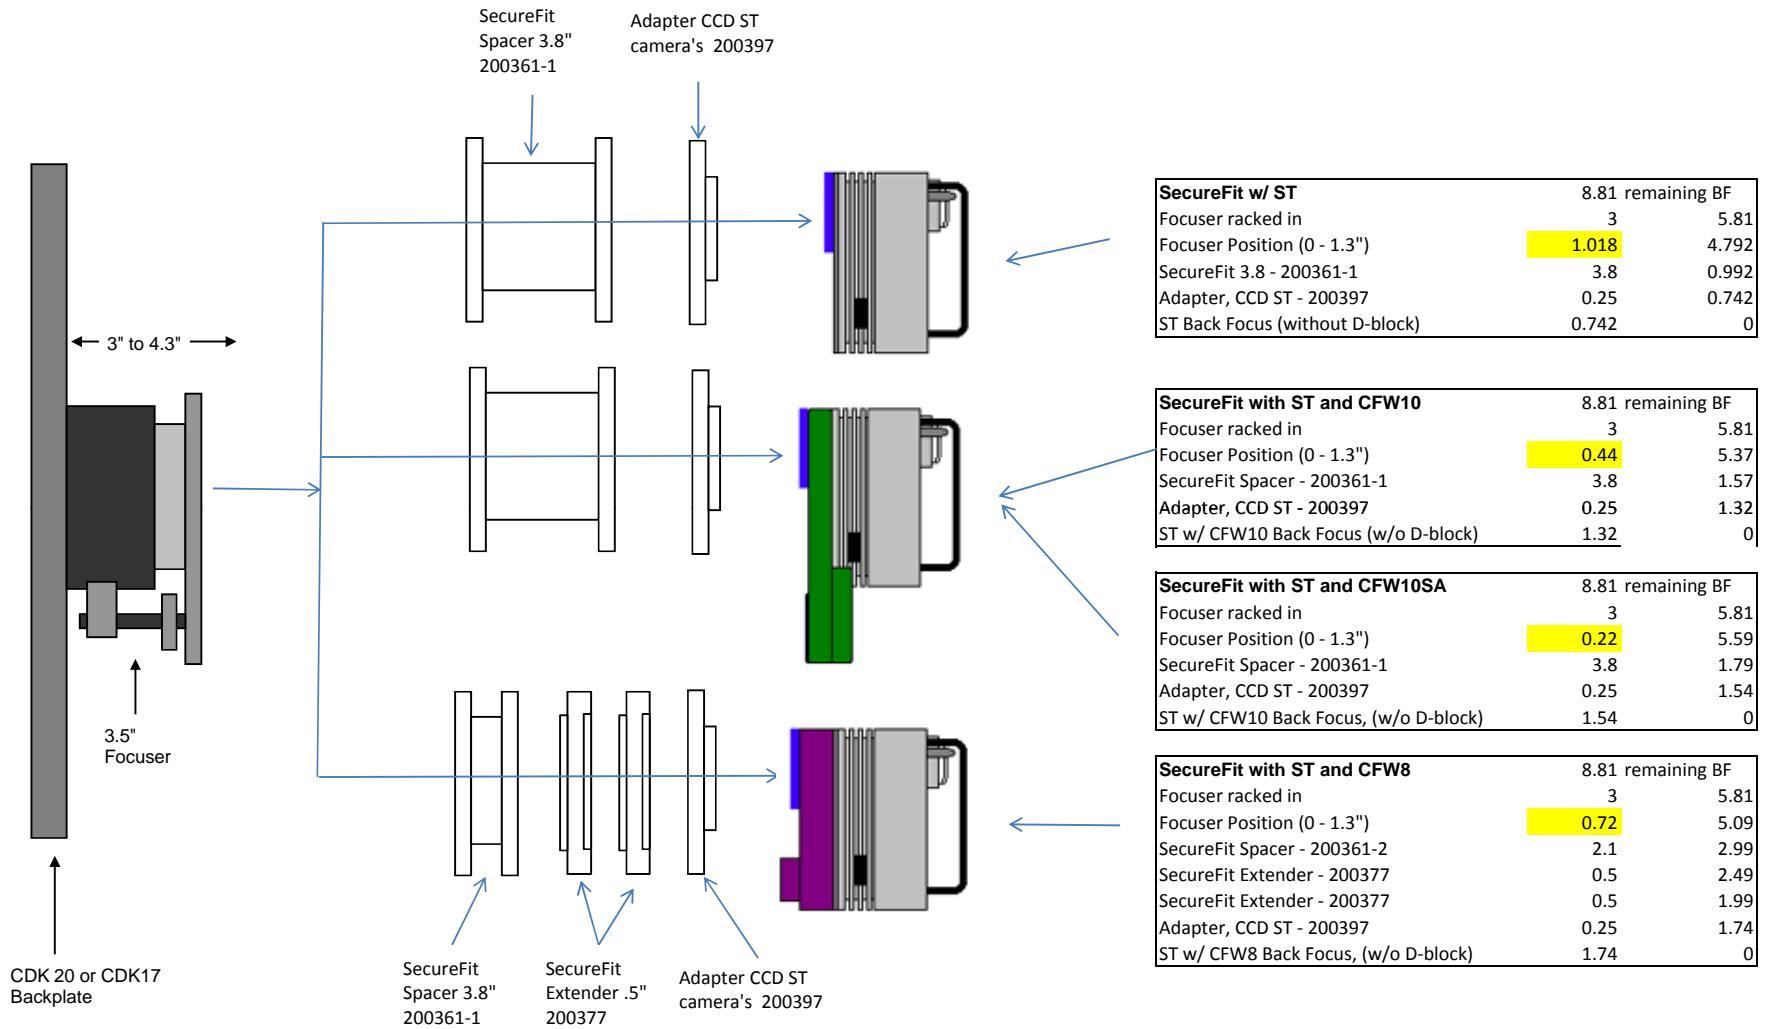 SecureFit
Spacer 3.8"
200361-1
Adapter CCD ST
camera's  200397
3" to 4.3"
3.5"
Focuser
CDK 20 or CDK17
Backplate
SecureFit
Spacer 3.8"
200361-1
SecureFit
Extender .5"
200377
Adapter CCD ST
camera's  200397
SecureFit w/ ST 8.81 remaining BF
Focuser racked in 3 5.81
Focuser Position (0 - 1.3") 1.018 4.792
SecureFit 3.8 - 200361-1 3.8 0.992
Adapter, CCD ST - 200397 0.25 0.742
ST Back Focus (without D-block) 0.742 0
SecureFit with ST and CFW10 8.81 remaining BF
Focuser racked in 3 5.81
Focuser Position (0 - 1.3") 0.44 5.37
SecureFit Spacer - 200361-1 3.8 1.57
Adapter, CCD ST - 200397 0.25 1.32
ST w/ CFW10 Back Focus (w/o D-block) 1.32 0
SecureFit with ST and CFW10SA 8.81 remaining BF
Focuser racked in 3 5.81
Focuser Position (0 - 1.3") 0.22 5.59
SecureFit Spacer - 200361-1 3.8 1.79
Adapter, CCD ST - 200397 0.25 1.54
ST w/ CFW10 Back Focus, (w/o D-block) 1.54 0
SecureFit with ST and CFW8 8.81 remaining BF
Focuser racked in 3 5.81
Focuser Position (0 - 1.3") 0.72 5.09
SecureFit Spacer - 200361-2 2.1 2.99
SecureFit Extender - 200377 0.5 2.49
SecureFit Extender - 200377 0.5 1.99
Adapter, CCD ST - 200397 0.25 1.74
ST w/ CFW8 Back Focus, (w/o D-block) 1.74 0